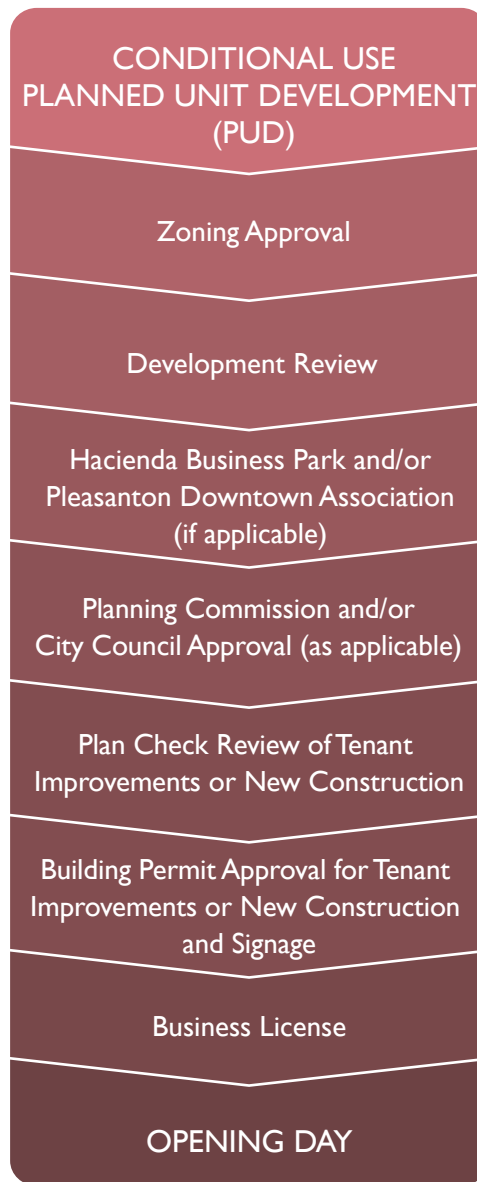 CONDITIONAL USE
PLANNED UNIT DEVELOPMENT
(PUD)
Zoning Approval
Development Review
Hacienda Business Park and/or
Pleasanton Downtown Association
(if applicable)
Planning Commission and/or
City Council Approval (as applicable)
Plan Check Review of Tenant
Improvements or New Construction
Building Permit Approval for Tenant
Improvements or New Construction
and Signage
Business License
OPENING DAY